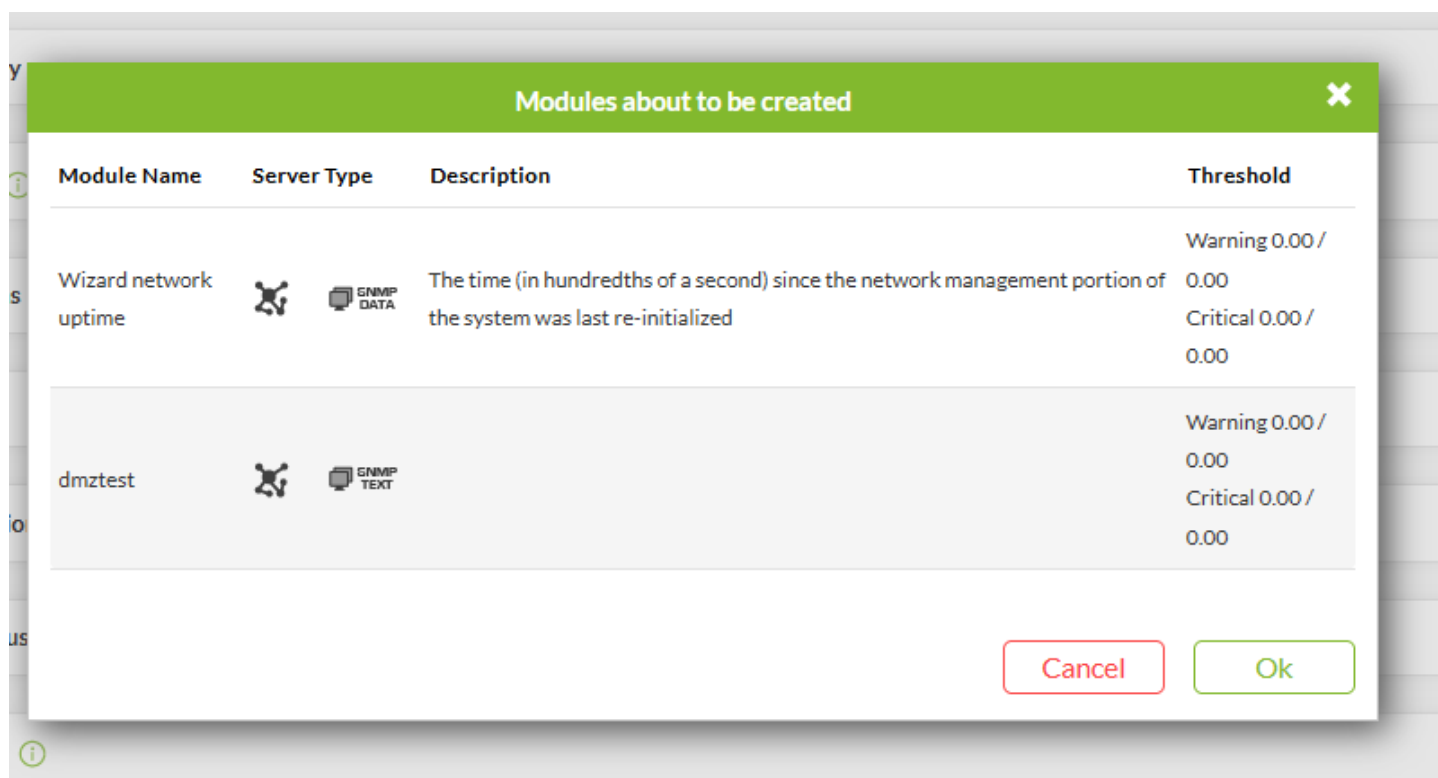 y
Modules about to be created
Module Name Server Type Description Threshold
Wizard network
uptime
SNMP
DATA
The time (in hundredths of a second) since the network management portion of
the system was last re-initialized
Warning 0.00 /
0.00
Critical 0.00 /
0.00
s
dmztest
SNMP
TEXT
Warning 0.00 /
0.00
Critical 0.00 /
0.00
io
us
Cancel Ok